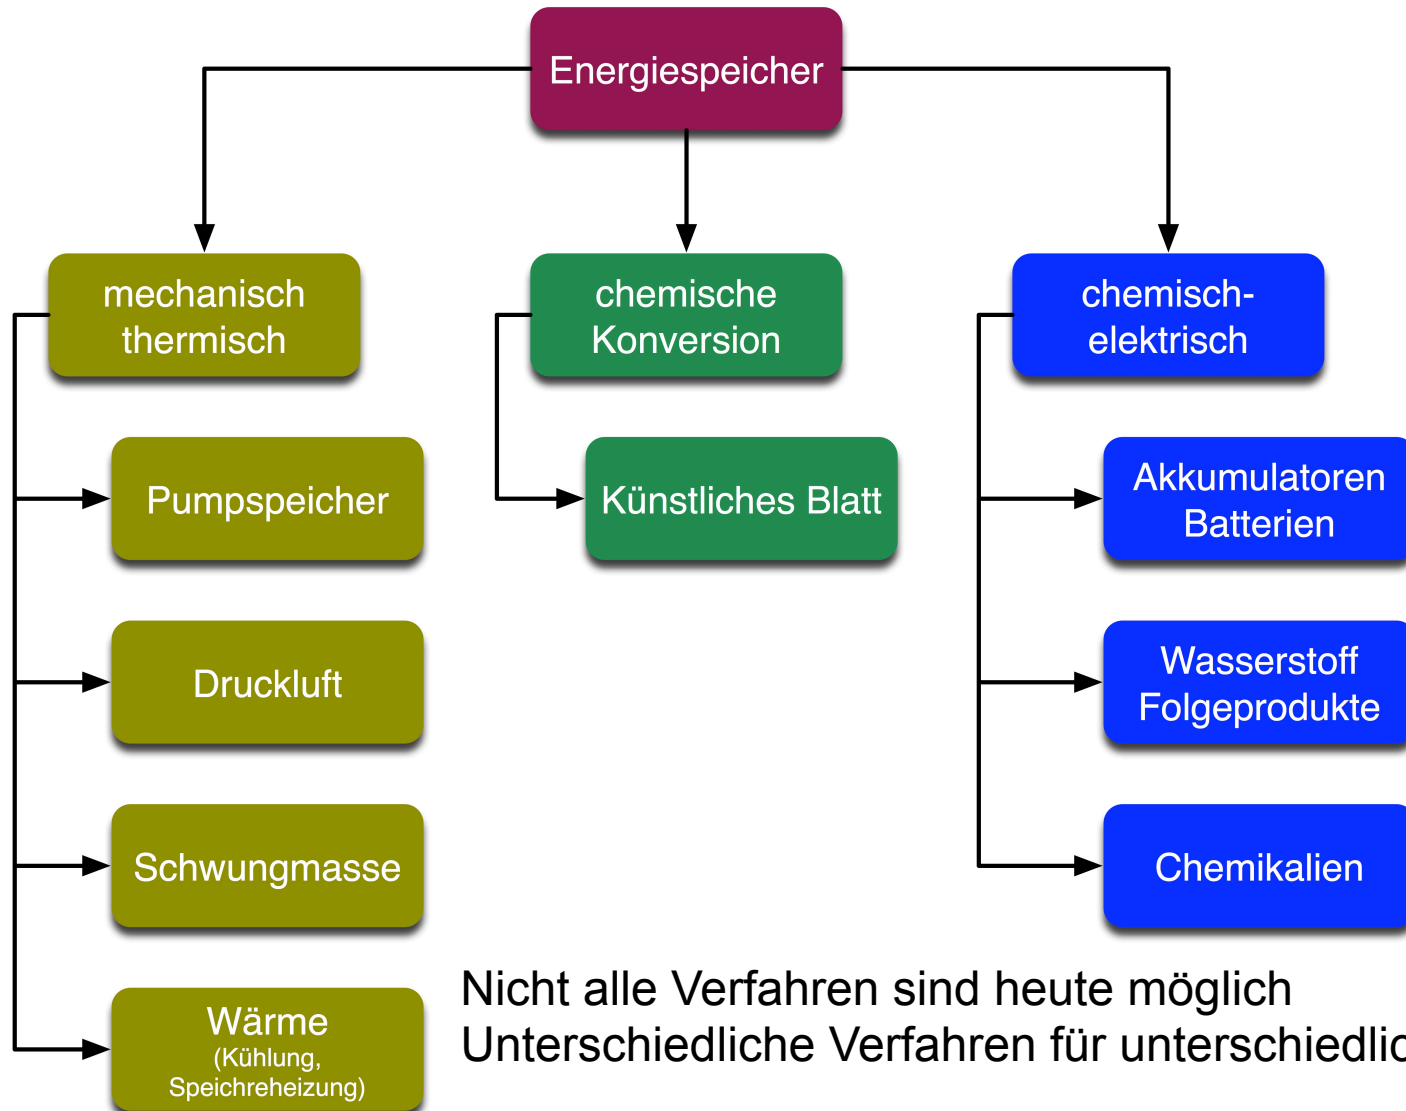 Energiespeicher
mechanisch
thermisch
chemische
Konversion
chemisch-
elektrisch
Pumpspeicher
Künstliches Blatt
Akkumulatoren
Batterien
Druckluft
Wasserstoff
Folgeprodukte
Schwungmasse
Chemikalien
Wärme
(Kühlung,
Speichreheizung)
Nicht alle Verfahren sind heute möglich
Unterschiedliche Verfahren für